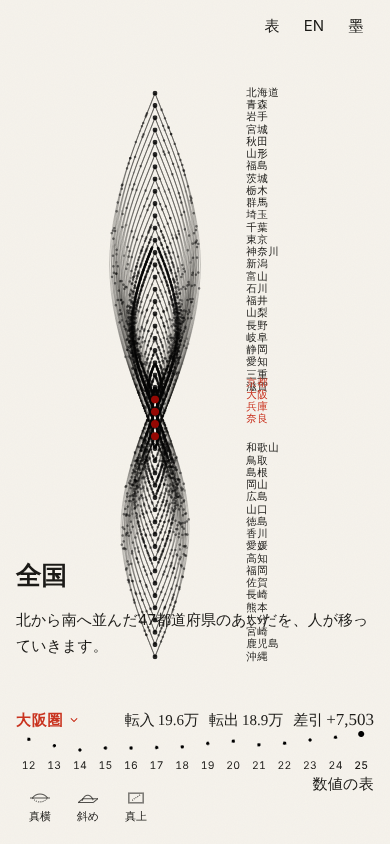 表 EN 墨
北海道
青森
岩手
宮城
秋田
山形
福島
茨城
栃木
群馬
埼玉
千葉
東京
神奈川
新潟
富山
石川
福井
山梨
長野
岐阜
静岡
愛知
三重
滋賀
京都
大阪
兵庫
奈良
和歌山
鳥取
島根
岡山
広島
山口
徳島
香川
愛媛
高知
福岡
佐賀
長崎
熊本
大分
宮崎
鹿児島
沖縄
全国
北から南へ並んだ47都道府県のあいだを、人が移っ
ていきます。
大阪圏 転入 19.6万 転出 18.9万 差引 +7,503
12 13 14 15 16 17 18 19 20 21 22 23 24 25
数値の表
真横 斜め 真上